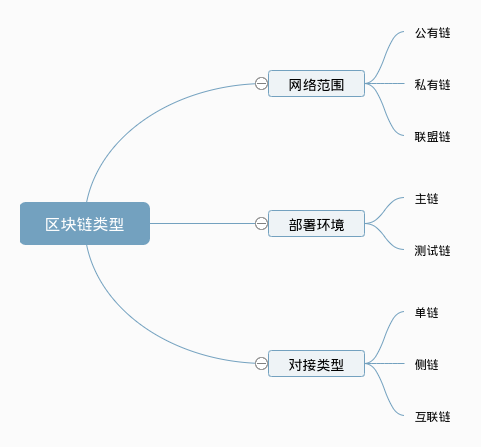 区块链类型
网络范围
公有链
私有链
联盟链
部署环境
主链
测试链
对接类型
单链
侧链
互联链